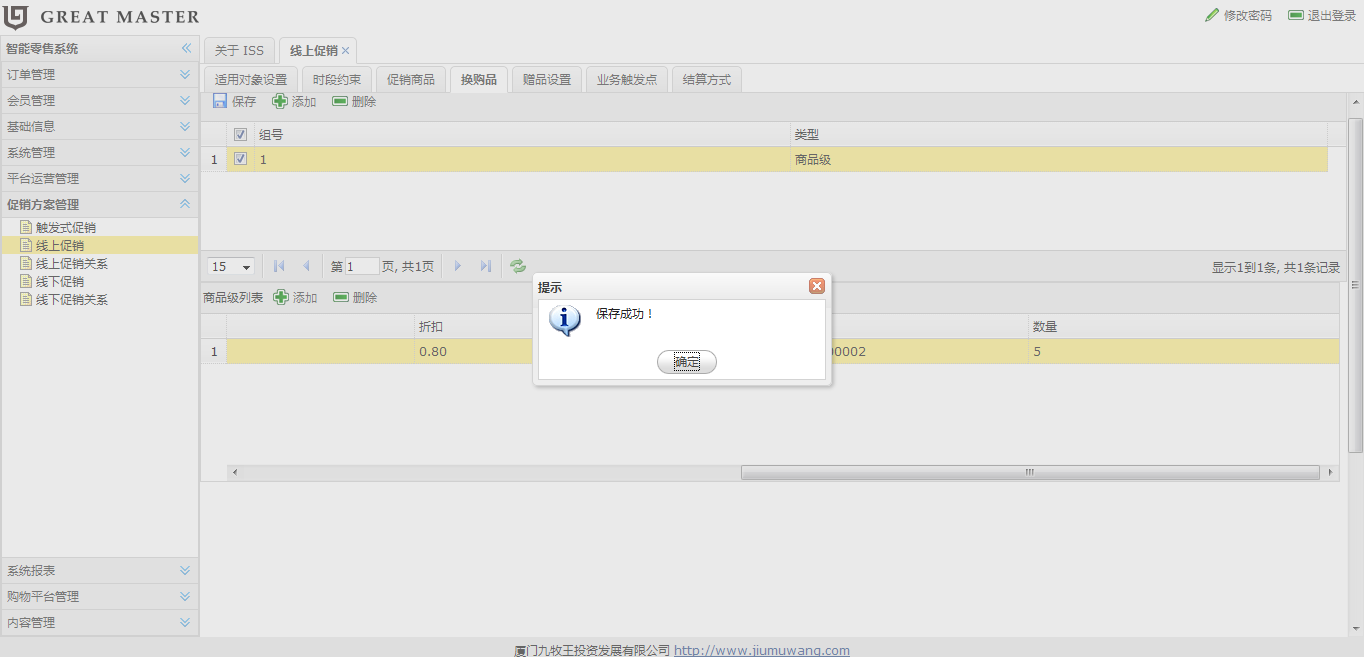 GREAT MASTER
修改密码 退出登录
智能零售系统
订单管理
会员管理
基础信息
系统管理
平台运营管理
促销方案管理
触发式促销
线上促销
线上促销关系
线下促销
线下促销关系
系统报表
购物平台管理
内容管理
关于 ISS 线上促销
适用对象设置 时段约束 促销商品 换购品 赠品设置 业务触发点 结算方式
保存 添加 删除
组号 类型
1 1 商品级
15 第 1 页, 共1页 显示1到1条, 共1条记录
商品级列表 添加 删除
折扣 数量
1 0.80 0002 5
提示
保存成功！
确定
厦门九牧王投资发展有限公司 http://www.jiumuwang.com